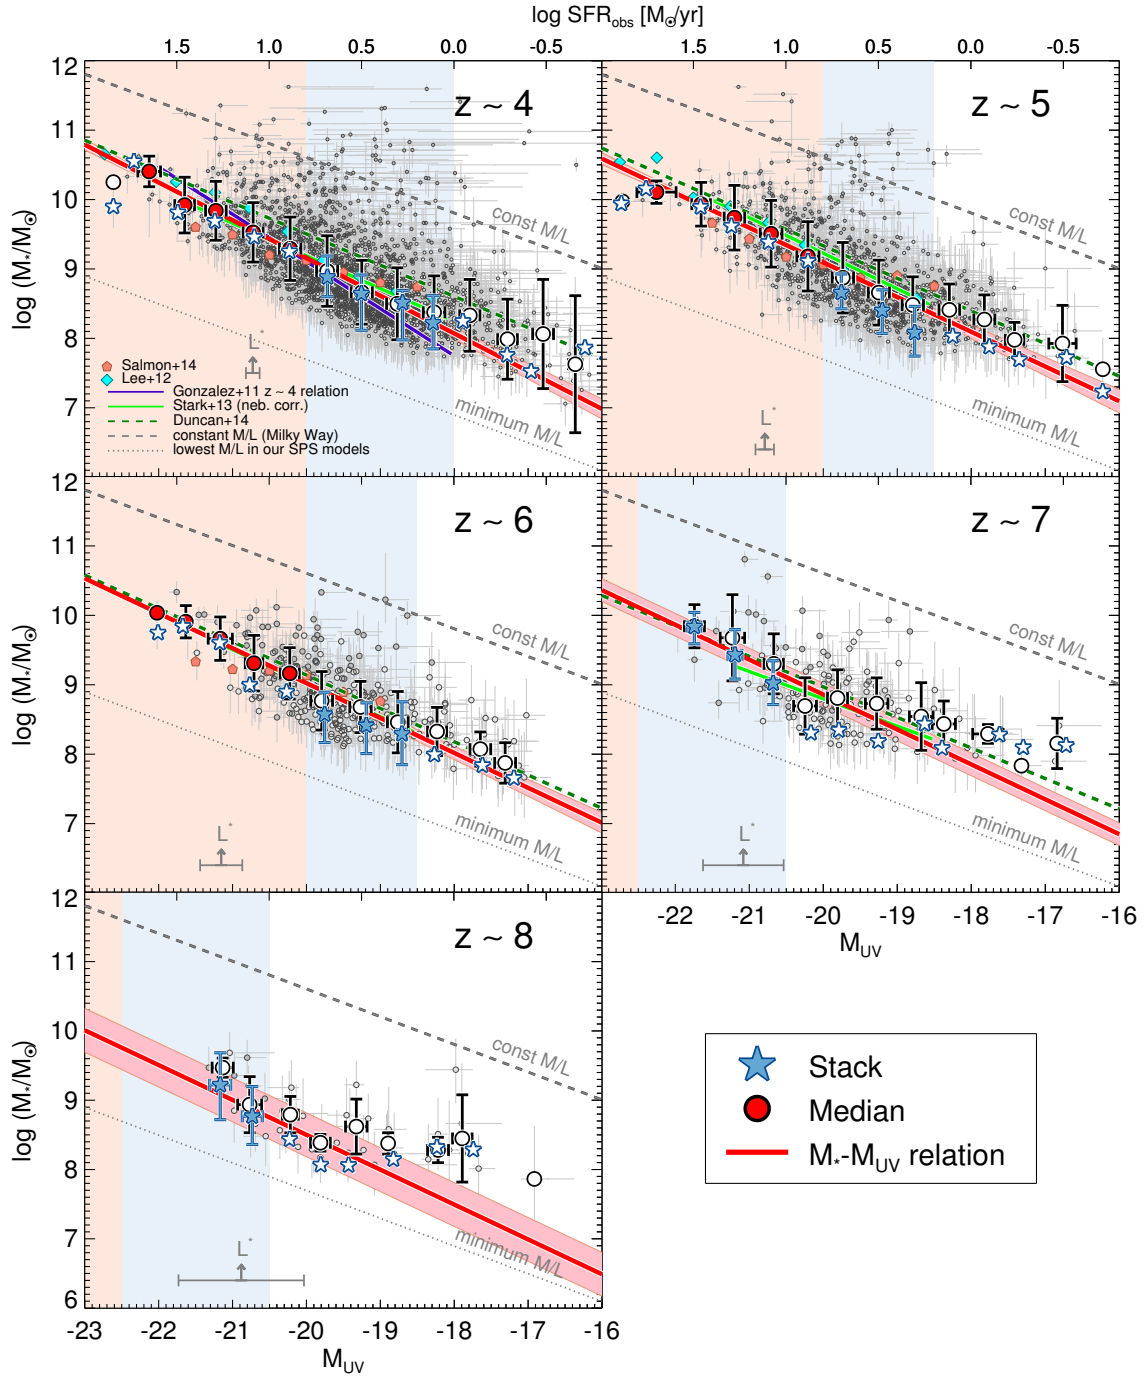 log SFRobs [M☉/yr]
1.5 1.0 0.5 0.0 -0.5
1.5 1.0 0.5 0.0 -0.5
12
11
10
9
8
7
log (M*/M☉)
z ~ 4
const M/L
minimum M/L
L*
Salmon+14
Lee+12
Gonzalez+11 z ~ 4 relation
Stark+13 (neb. corr.)
Duncan+14
constant M/L (Milky Way)
lowest M/L in our SPS models
z ~ 5
const M/L
minimum M/L
L*
12
11
10
9
8
7
log (M*/M☉)
z ~ 6
const M/L
minimum M/L
L*
z ~ 7
const M/L
minimum M/L
L*
-22 -21 -20 -19 -18 -17 -16
MUV
12
11
10
9
8
7
6
log (M*/M☉)
z ~ 8
const M/L
minimum M/L
L*
-23 -22 -21 -20 -19 -18 -17 -16
MUV
Stack
Median
M*-MUV relation